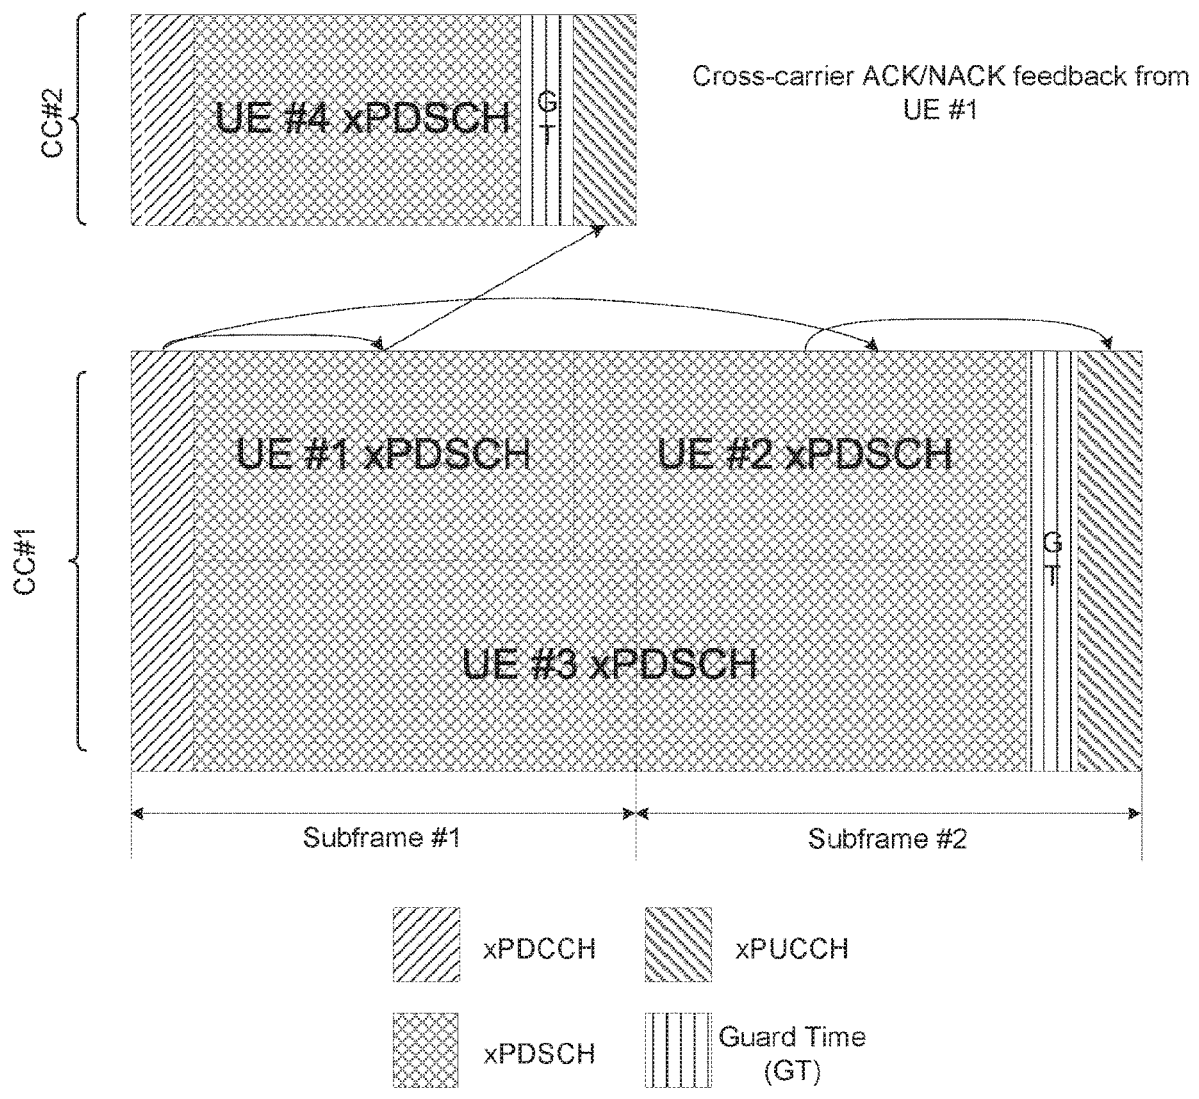 CC#2
UE #4 xPDSCH
G
T
Cross-carrier ACK/NACK feedback from
UE #1
CC#1
UE #1 xPDSCH
UE #2 xPDSCH
UE #3 xPDSCH
G
T
Subframe #1
Subframe #2
xPDCCH
xPUCCH
xPDSCH
Guard Time
(GT)